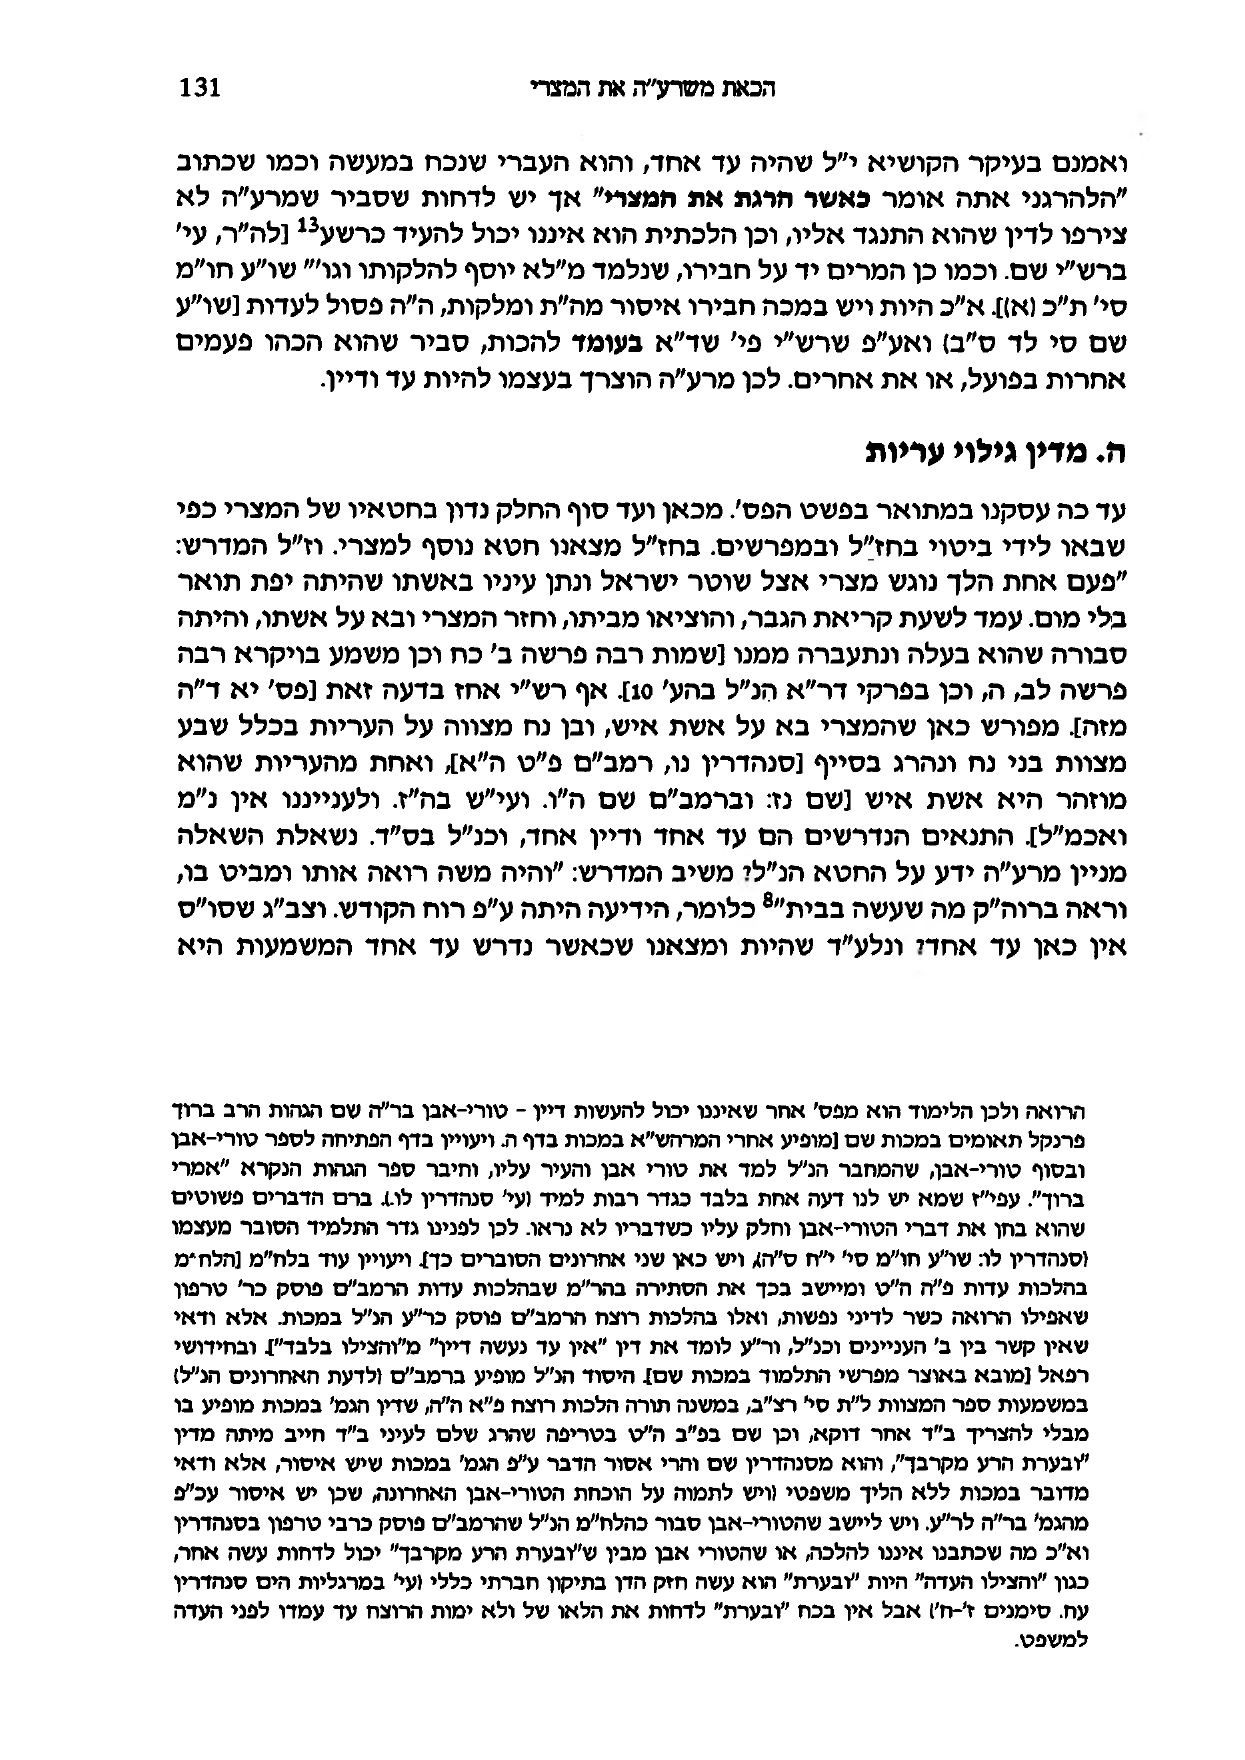 הכאת משרע"ה את המצרי 131
ואמנם בעיקר הקושיא י"ל שהיה עד אחד, והוא העברי שנכח במעשה וכמו שכתוב
"הלהרגני אתה אומר כאשר הרגת את המצרי" אך יש לדחות שסביר שמרע"ה לא
צירפו לדין שהוא התנגד אליו, וכן הלכתית הוא איננו יכול להעיד כרשע13 [לה"ר, עי'
ברש"י שם. וכמו כן המרים יד על חבירו, שנלמד מ"לא יוסף להלקותו וגו'" שו"ע חו"מ
סי' ת"כ (א)]. א"כ היות ויש במכה חבירו איסור מה"ת ומלקות, ה"ה פסול לעדות [שו"ע
שם סי לד ס"ב) ואע"פ שרש"י פי' שד"א בעומד להכות, סביר שהוא הכהו פעמים
אחרות בפועל, או את אחרים. לכן מרע"ה הוצרך בעצמו להיות עד ודיין.
ה. מדין גילוי עריות
עד כה עסקנו במתואר בפשט הפס'. מכאן ועד סוף החלק נדון בחטאיו של המצרי כפי
שבאו לידי ביטוי בחז"ל ובמפרשים. בחז"ל מצאנו חטא נוסף למצרי. וז"ל המדרש:
"פעם אחת הלך נוגש מצרי אצל שוטר ישראל ונתן עיניו באשתו שהיתה יפת תואר
בלי מום. עמד לשעת קריאת הגבר, והוציאו מביתו, וחזר המצרי ובא על אשתו, והיתה
סבורה שהוא בעלה ונתעברה ממנו [שמות רבה פרשה ב' כח וכן משמע בויקרא רבה
פרשה לב, ה, וכן בפרקי דר"א הנ"ל בהע' 10]. אף רש"י אחז בדעה זאת [פס' יא ד"ה
מזה]. מפורש כאן שהמצרי בא על אשת איש, ובן נח מצווה על העריות בכלל שבע
מצוות בני נח ונהרג בסייף [סנהדרין נו, רמב"ם פ"ט ה"א], ואחת מהעריות שהוא
מוזהר היא אשת איש [שם נז: וברמב"ם שם ה"ו. ועי"ש בה"ז. ולענייננו אין נ"מ
ואכמ"ל]. התנאים הנדרשים הם עד אחד ודיין אחד, וכנ"ל בס"ד. נשאלת השאלה
מניין מרע"ה ידע על החטא הנ"ל? משיב המדרש: "והיה משה רואה אותו ומביט בו,
וראה ברוה"ק מה שעשה בבית"8 כלומר, הידיעה היתה ע"פ רוח הקודש. וצב"ג שסו"ס
אין כאן עד אחד? ונלע"ד שהיות ומצאנו שכאשר נדרש עד אחד המשמעות היא
הרואה ולכן הלימוד הוא מפס' אחר שאיננו יכול להעשות דיין - טורי-אבן בר"ה שם הגהות הרב ברוך
פרנקל תאומים במכות שם [מופיע אחרי המרהש"א במכות בדף ה. ויעויין בדף הפתיחה לספר טורי-אבן
ובסוף טורי-אבן, שהמחבר הנ"ל למד את טורי אבן והעיר עליו, וחיבר ספר הגהות הנקרא "אמרי
ברוך". עפי"ז שמא יש לנו דעה אחת בלבד כגדר רבות למיד (עי' סנהדרין לו.). ברם הדברים פשוטים
שהוא בחן את דברי הטורי-אבן וחלק עליו כשדבריו לא נראו. לכן לפנינו גדר התלמיד הסובר מעצמו
(סנהדרין לו: שו"ע חו"מ סי' י"ח ס"ה), ויש כאן שני אחרונים הסוברים כך]. ויעויין עוד בלח"מ [הלח"מ
בהלכות עדות פ"ה ה"ט ומיישב בכך את הסתירה בהר"מ שבהלכות עדות הרמב"ם פוסק כר' טרפון
שאפילו הרואה כשר לדיני נפשות, ואלו בהלכות רוצח הרמב"ם פוסק כר"ע הנ"ל במכות. אלא ודאי
שאין קשר בין ב' העניינים וכנ"ל, ור"ע לומד את דין "אין עד נעשה דיין" מ"והצילו בלבד"]. ובחידושי
רפאל [מובא באוצר מפרשי התלמוד במכות שם]. היסוד הנ"ל מופיע ברמב"ם (לדעת האחרונים הנ"ל)
במשמעות ספר המצוות ל"ת סי' רצ"ב, במשנה תורה הלכות רוצח פ"א ה"ה, שדין הגמ' במכות מופיע בו
מבלי להצריך ב"ד אחר דוקא, וכן שם בפ"ב ה"ט בטריפה שהרג שלם לעיני ב"ד חייב מיתה מדין
"ובערת הרע מקרבך", והוא מסנהדרין שם והרי אסור הדבר ע"פ הגמ' במכות שיש איסור, אלא ודאי
מדובר במכות ללא הליך משפטי (ויש לתמוה על הוכחת הטורי-אבן האחרונה, שכן יש איסור עכ"פ
מהגמ' בר"ה לר"ע. ויש ליישב שהטורי-אבן סבור כהלח"מ הנ"ל שהרמב"ם פוסק כרבי טרפון בסנהדרין
וא"כ מה שכתבנו איננו להלכה, או שהטורי אבן מבין ש"ובערת הרע מקרבך" יכול לדחות עשה אחר,
כגון "והצילו העדה" היות "ובערת" הוא עשה חזק הדן בתיקון חברתי כללי (עי' במרגליות הים סנהדרין
עח. סימנים ז'-ח') אבל אין בכח "ובערת" לדחות את הלאו של ולא ימות הרוצח עד עמדו לפני העדה
למשפט.